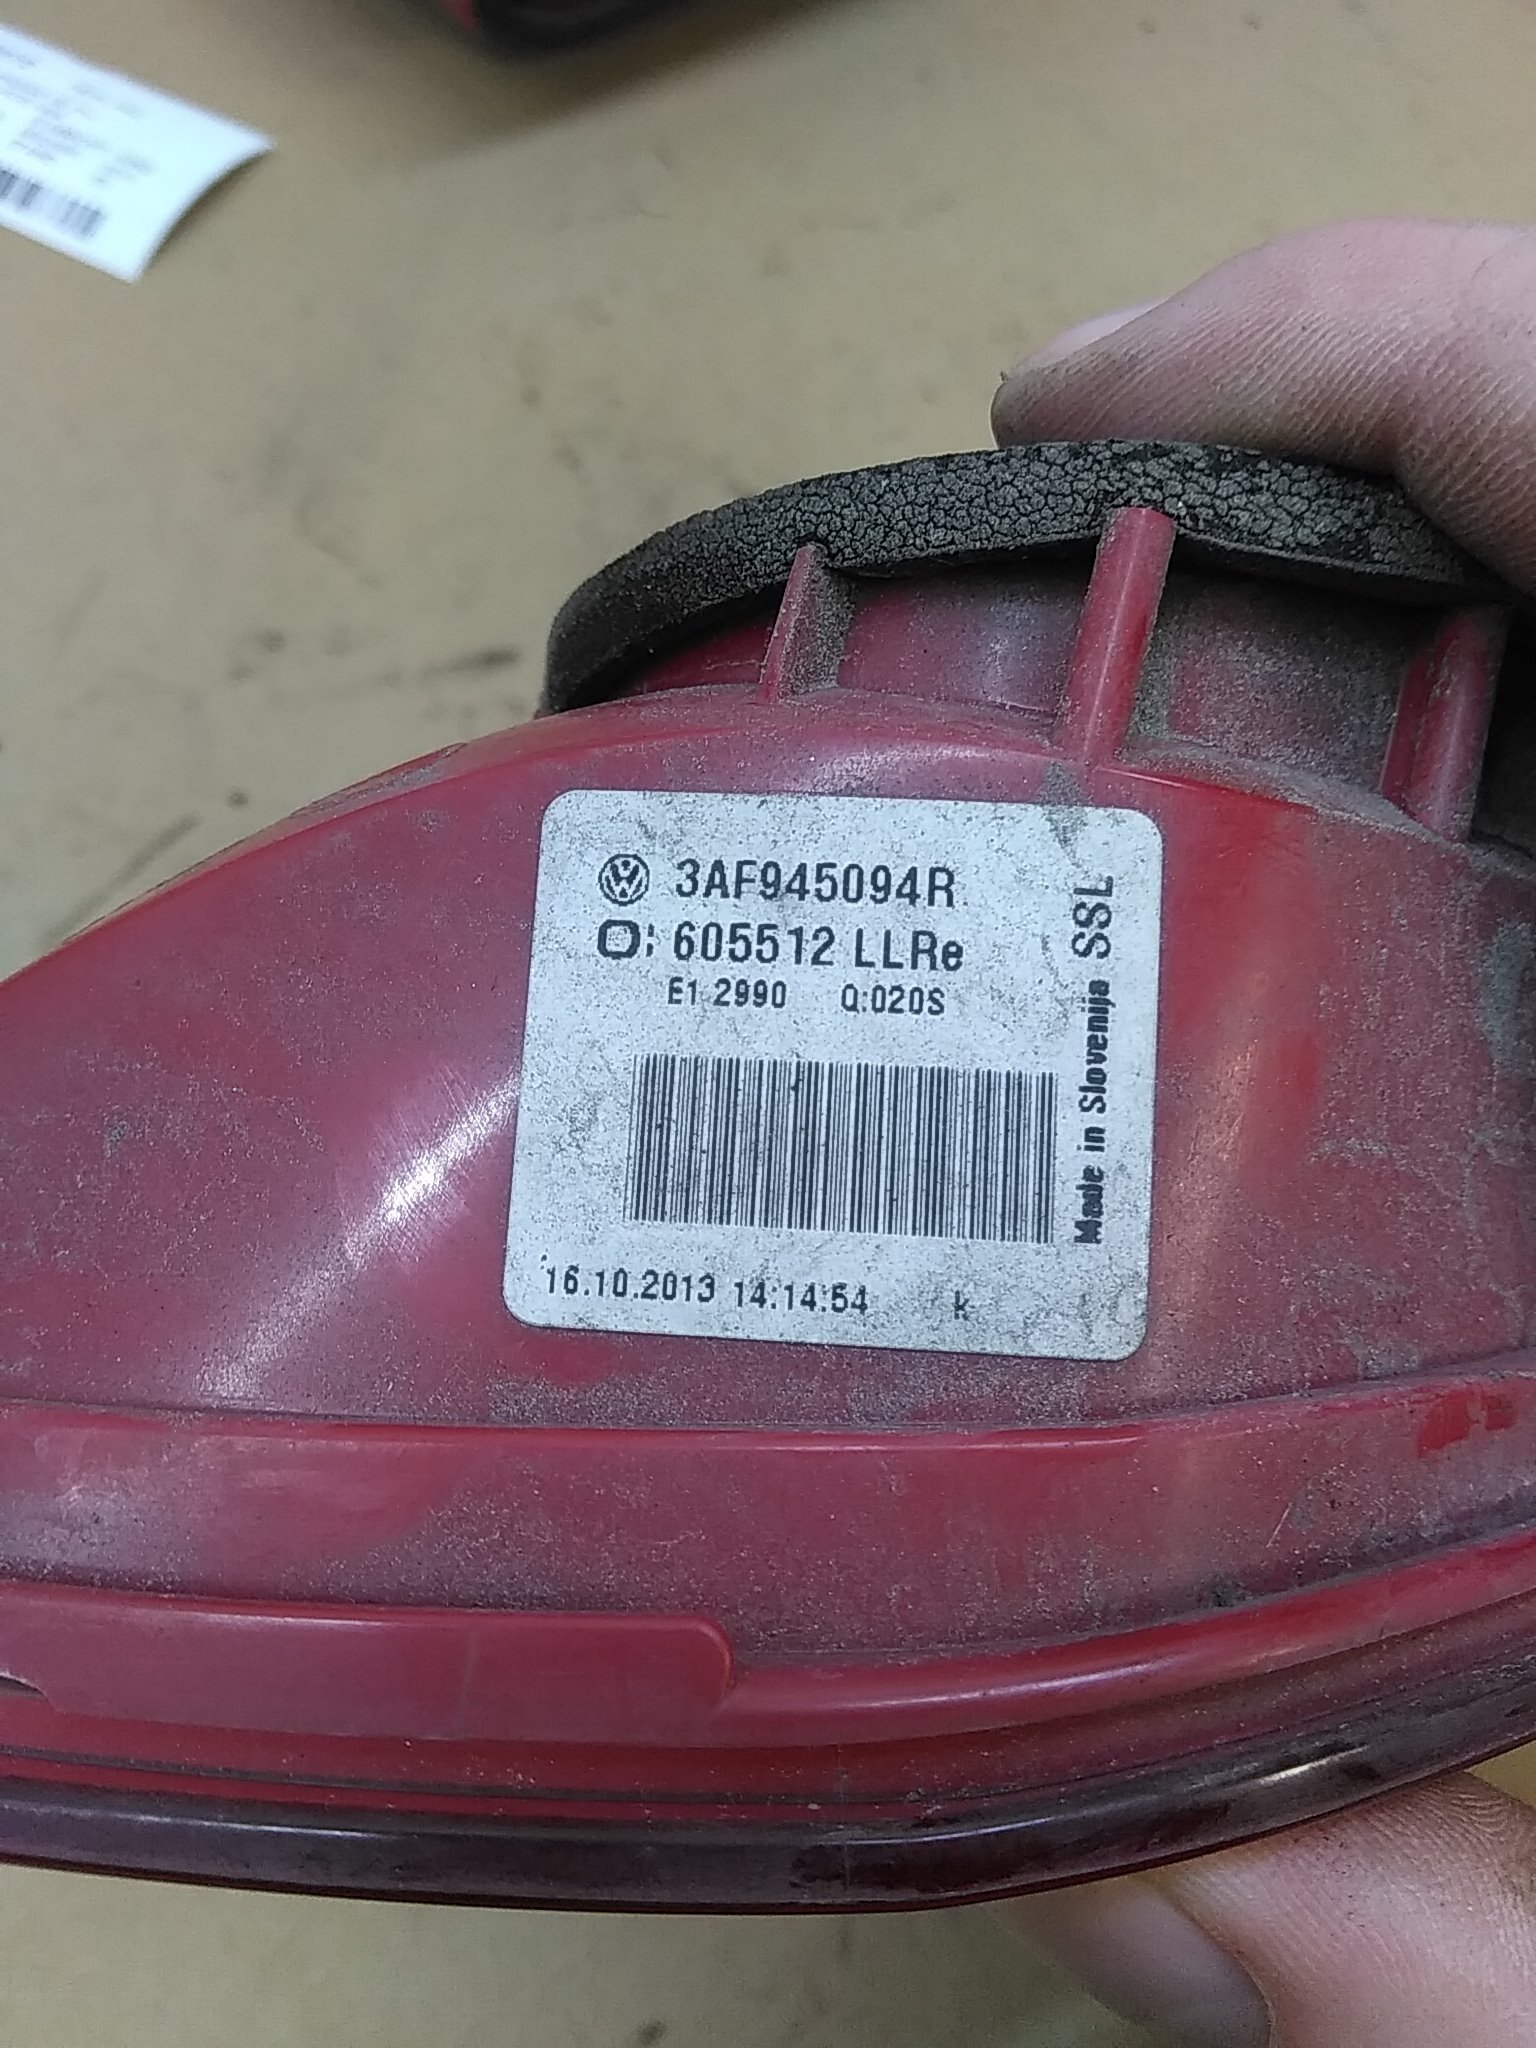 3AF945094R
605512 LLRe
E1 2990 Q:020S
Made in Slovenija SSL
16.10.2013 14:14:54 k